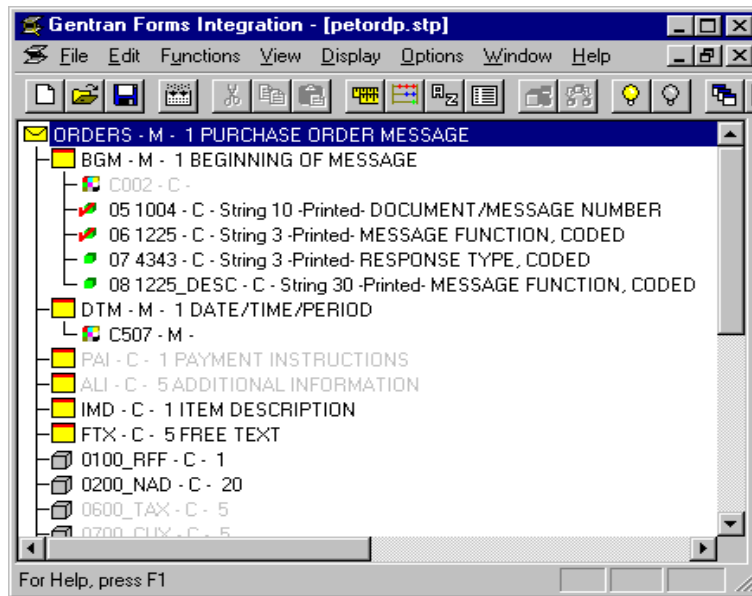 Gentran Forms Integration - [petordp.stp]
File Edit Functions View Display Options Window Help
ORDERS - M - 1 PURCHASE ORDER MESSAGE
BGM - M - 1 BEGINNING OF MESSAGE
C002 - C -
05 1004 - C - String 10 -Printed- DOCUMENT/MESSAGE NUMBER
06 1225 - C - String 3 -Printed- MESSAGE FUNCTION, CODED
07 4343 - C - String 3 -Printed- RESPONSE TYPE, CODED
08 1225_DESC - C - String 30 -Printed- MESSAGE FUNCTION, CODED
DTM - M - 1 DATE/TIME/PERIOD
C507 - M -
PAI - C - 1 PAYMENT INSTRUCTIONS
ALI - C - 5 ADDITIONAL INFORMATION
IMD - C - 1 ITEM DESCRIPTION
FTX - C - 5 FREE TEXT
0100_RFF - C - 1
0200_NAD - C - 20
0600_TAX - C - 5
0700_CUX - C - 5
For Help, press F1